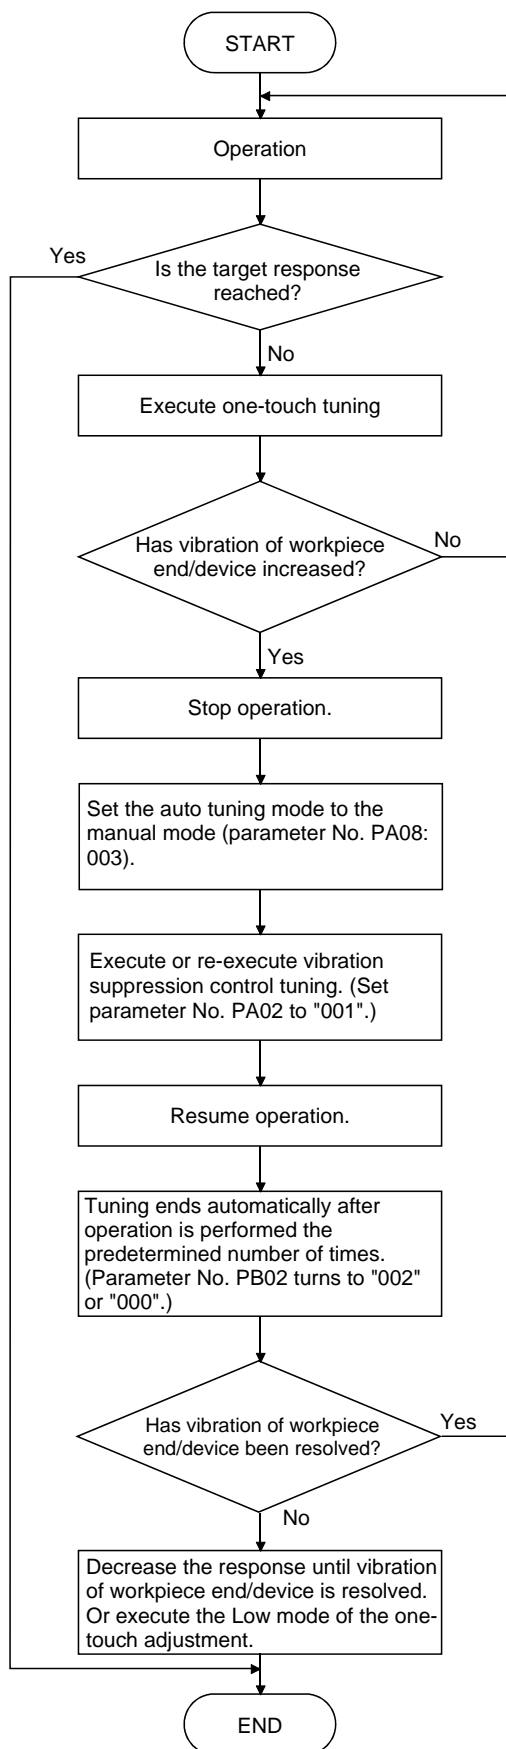 START
Operation
Yes
Is the target response
reached?
No
Execute one-touch tuning
Has vibration of workpiece
end/device increased?
No
Yes
Stop operation.
Set the auto tuning mode to the
manual mode (parameter No. PA08:
003).
Execute or re-execute vibration
suppression control tuning. (Set
parameter No. PA02 to "001".)
Resume operation.
Tuning ends automatically after
operation is performed the
predetermined number of times.
(Parameter No. PB02 turns to "002"
or "000".)
Has vibration of workpiece
end/device been resolved?
Yes
No
Decrease the response until vibration
of workpiece end/device is resolved.
Or execute the Low mode of the one-
touch adjustment.
END